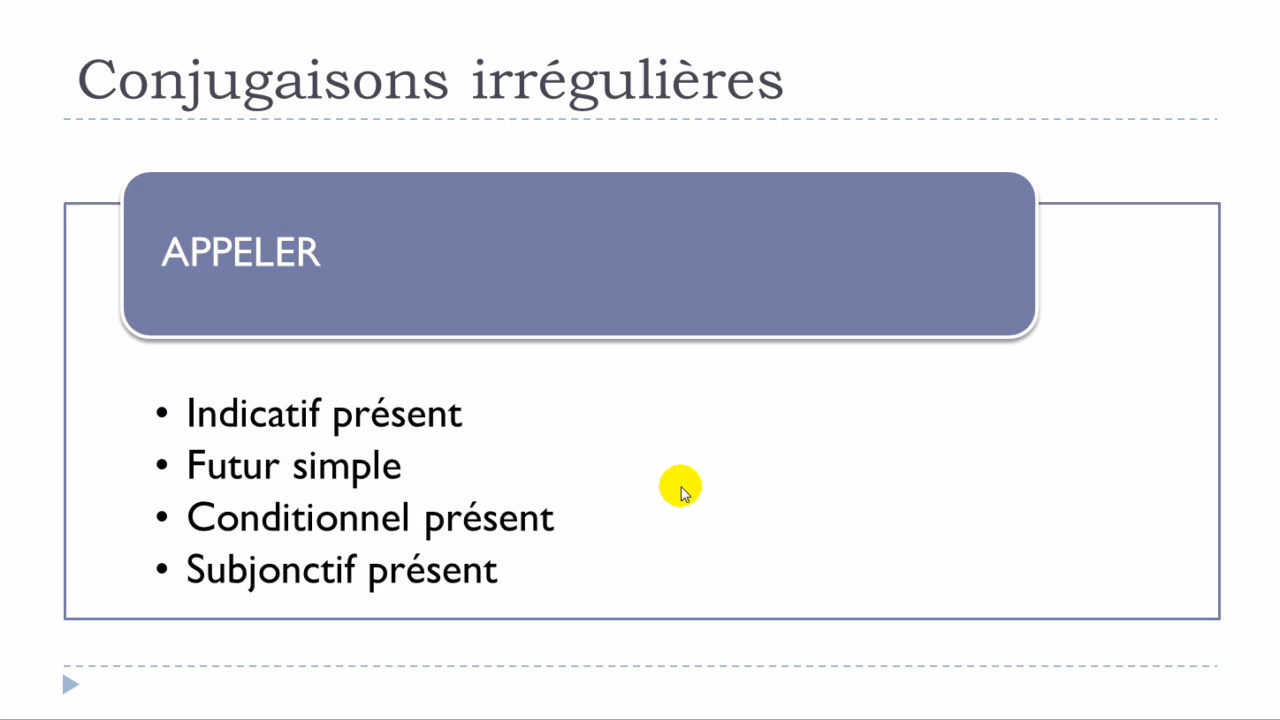 Conjugaisons irrégulières
APPELER
• Indicatif présent
• Futur simple
• Conditionnel présent
• Subjonctif présent